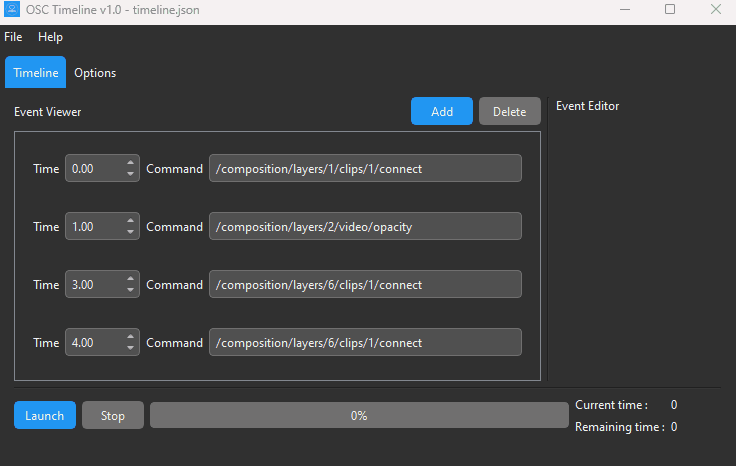 OSC Timeline v1.0 - timeline.json
File Help
Timeline Options
Event Viewer Add Delete Event Editor
Time 0.00 Command /composition/layers/1/clips/1/connect
Time 1.00 Command /composition/layers/2/video/opacity
Time 3.00 Command /composition/layers/6/clips/1/connect
Time 4.00 Command /composition/layers/6/clips/1/connect
Launch Stop 0% Current time : 0
Remaining time : 0